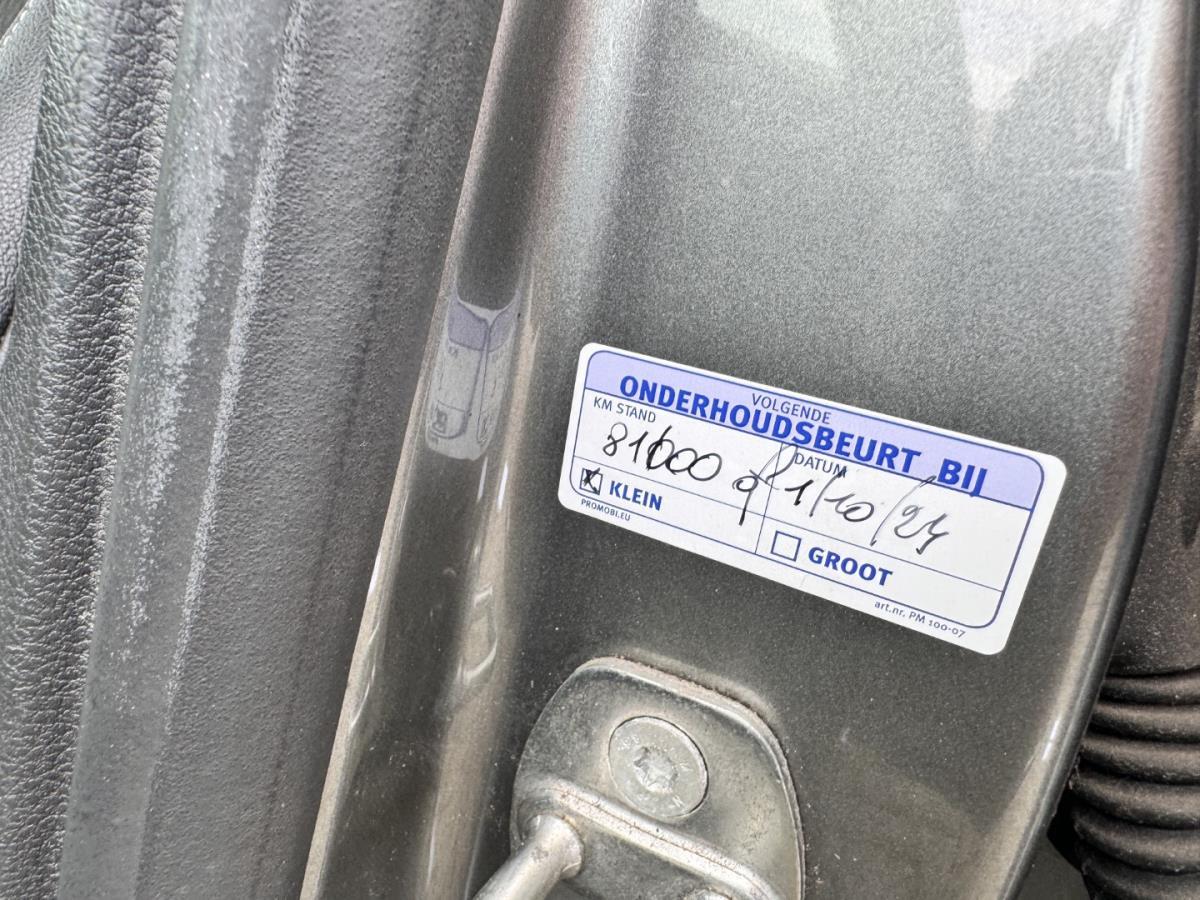 VOLGENDE
ONDERHOUDSBEURT BIJ
KM STAND
DATUM
81000 of 1/10/24
KLEIN
GROOT
PROMOBI.EU
art.nr. PM 100-07